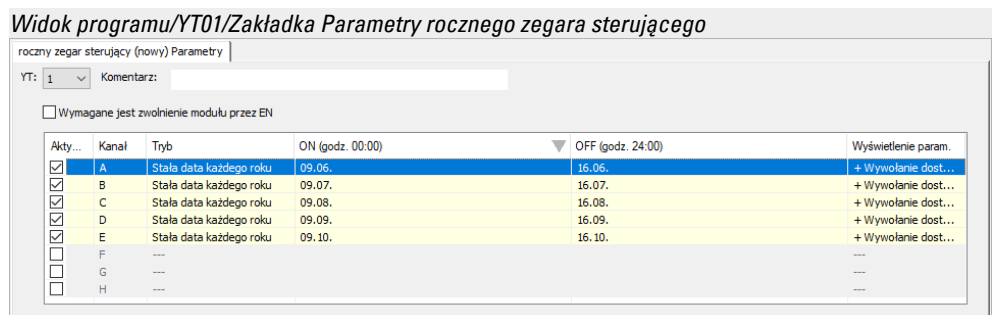 Widok programu/YT01/Zakładka Parametry rocznego zegara sterującego
roczny zegar sterujący (nowy) Parametry
YT: 1 Komentarz:
Wymagane jest zwolnienie modułu przez EN
Akty... Kanał Tryb ON (godz. 00:00) OFF (godz. 24:00) Wyświetlenie param.
A Stała data każdego roku 09.06. 16.06. + Wywołanie dost...
B Stała data każdego roku 09.07. 16.07. + Wywołanie dost...
C Stała data każdego roku 09.08. 16.08. + Wywołanie dost...
D Stała data każdego roku 09.09. 16.09. + Wywołanie dost...
E Stała data każdego roku 09.10. 16.10. + Wywołanie dost...
F --- ---
G --- ---
H --- ---